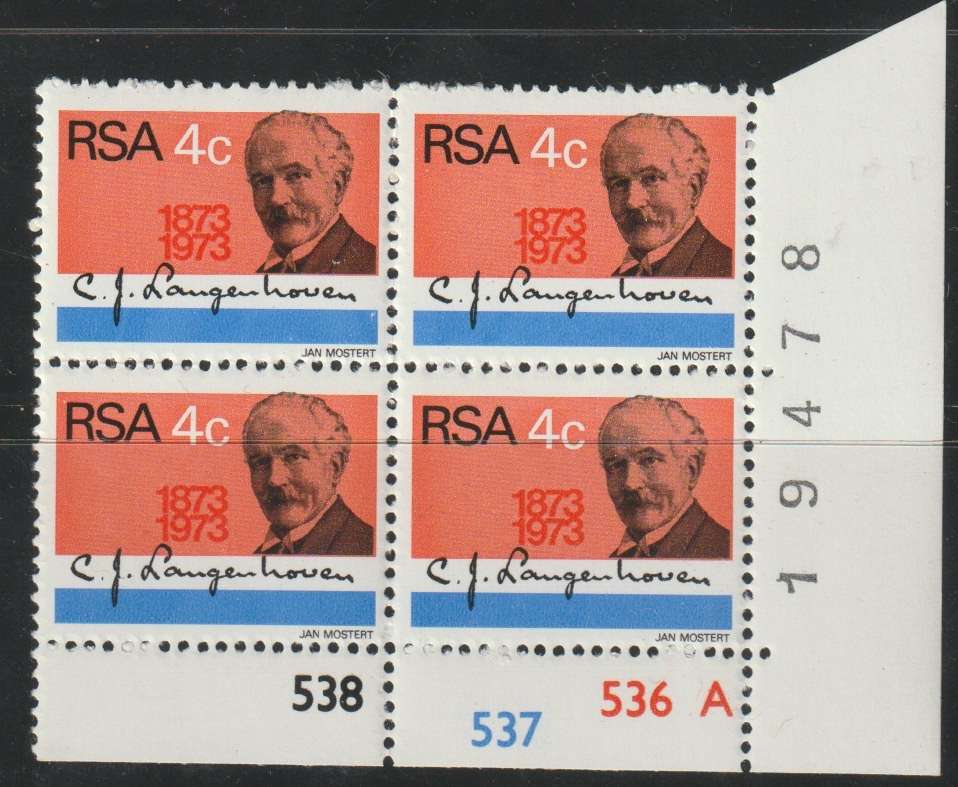 RSA 4c
1873
1973
C. J. Langenhoven
JAN MOSTERT
RSA 4c
1873
1973
C. J. Langenhoven
JAN MOSTERT
RSA 4c
1873
1973
C. J. Langenhoven
JAN MOSTERT
RSA 4c
1873
1973
C. J. Langenhoven
JAN MOSTERT
538
537
536 A
19478